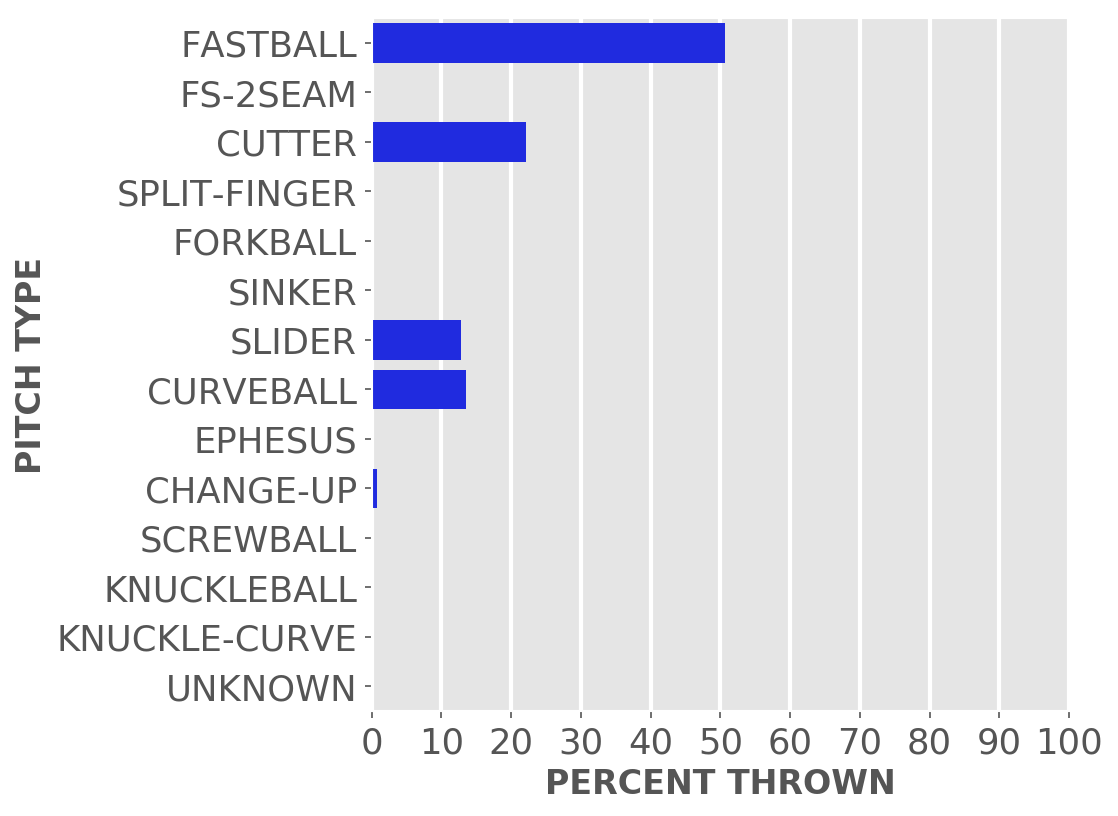 FASTBALL
FS-2SEAM
CUTTER
SPLIT-FINGER
FORKBALL
SINKER
SLIDER
CURVEBALL
EPHESUS
CHANGE-UP
SCREWBALL
KNUCKLEBALL
KNUCKLE-CURVE
UNKNOWN
PITCH TYPE
0 10 20 30 40 50 60 70 80 90 100
PERCENT THROWN